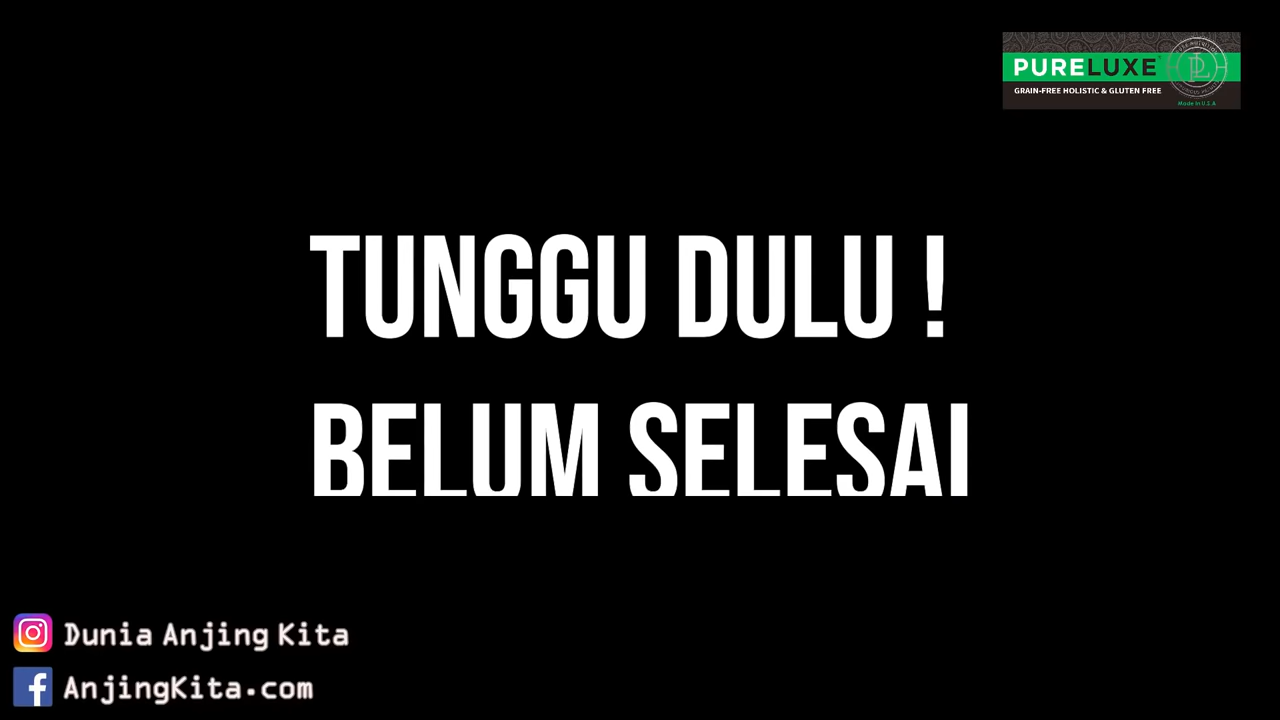 PURELUXE
GRAIN-FREE HOLISTIC & GLUTEN FREE
Made in U.S.A
TUNGGU DULU !
BELUM SELESAI
Dunia Anjing Kita
AnjingKita.com